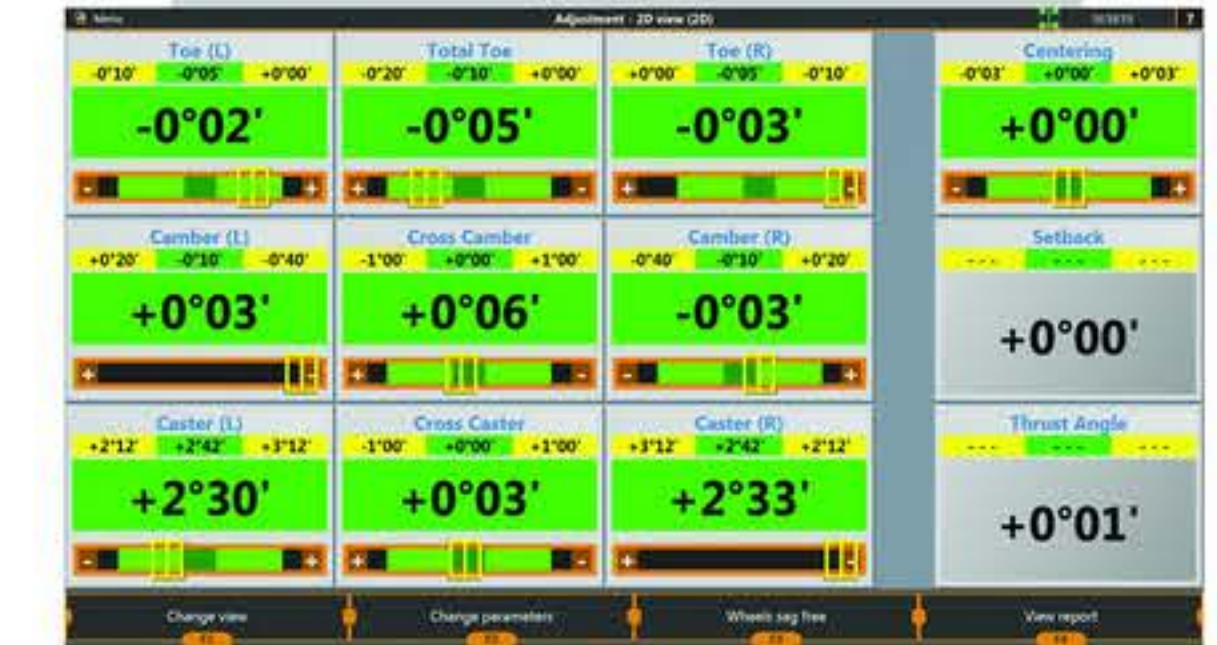 Menu
Adjustment - 2D view (2D)
?
Toe (L)
-0°10' -0°05' +0°00'
-0°02'
- +
Total Toe
-0°20' -0°10' +0°00'
-0°05'
+ -
Toe (R)
+0°00' -0°05' -0°10'
-0°03'
+ -
Centering
-0°03' +0°00' +0°03'
+0°00'
- +
Camber (L)
+0°20' -0°10' -0°40'
+0°03'
+ -
Cross Camber
-1°00' +0°00' +1°00'
+0°06'
+ -
Camber (R)
-0°40' -0°10' +0°20'
-0°03'
- +
Setback
--- --- ---
+0°00'
Caster (L)
+2°12' +2°42' +3°12'
+2°30'
- +
Cross Caster
-1°00' +0°00' +1°00'
+0°03'
+ -
Caster (R)
+3°12' +2°42' +2°12'
+2°33'
+ -
Thrust Angle
--- --- ---
+0°01'
Change view
Change parameters
Wheels sag free
View report